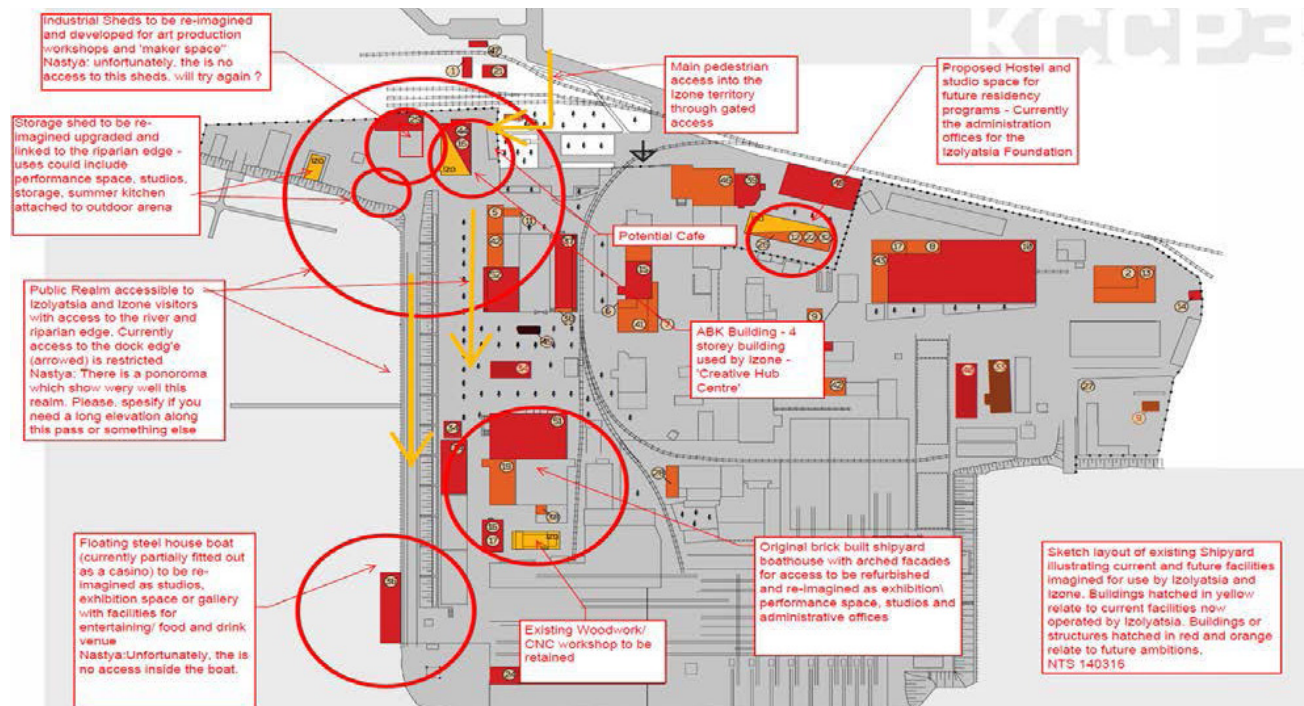 KCCP3
Industrial Sheds to be re-imagined
and developed for art production
workshops and 'maker space"
Nastya: unfortunately, the is no
access to this sheds. will try again ?
Main pedestrian
access into the
Izone territory
through gated
access
Proposed Hostel and
studio space for
future residency
programs - Currently
the administration
offices for the
Izolyatsia Foundation
Storage shed to be re-
imagined upgraded and
linked to the riparian edge -
uses could include
performance space, studios,
storage, summer kitchen
attached to outdoor arena
Potential Cafe
Public Realm accessible to
Izolyatsia and Izone visitors
with access to the river and
riparian edge. Currently
access to the dock edg'e
(arrowed) is restricted
Nastya: There is a ponoroma
which show wery well this
realm. Please, spesify if you
need a long elevation along
this pass or something else
ABK Building - 4
storey building
used by Izone -
'Creative Hub
Centre'
Floating steel house boat
(currently partially fitted out
as a casino) to be re-
imagined as studios,
exhibition space or gallery
with facilities for
entertaining/ food and drink
venue
Nastya:Unfortunately, the is
no access inside the boat.
Existing Woodwork/
CNC workshop to be
retained
Original brick built shipyard
boathouse with arched facades
for access to be refurbished
and re-imagined as exhibition\
performance space, studios and
administrative offices
Sketch layout of existing Shipyard
illustrating current and future facilities
imagined for use by Izolyatsia and
Izone. Buildings hatched in yellow
relate to current facilities now
operated by Izolyatsia. Buildings or
structures hatched in red and orange
relate to future ambitions.
NTS 140316
IZO
IZO
IZO
IZO